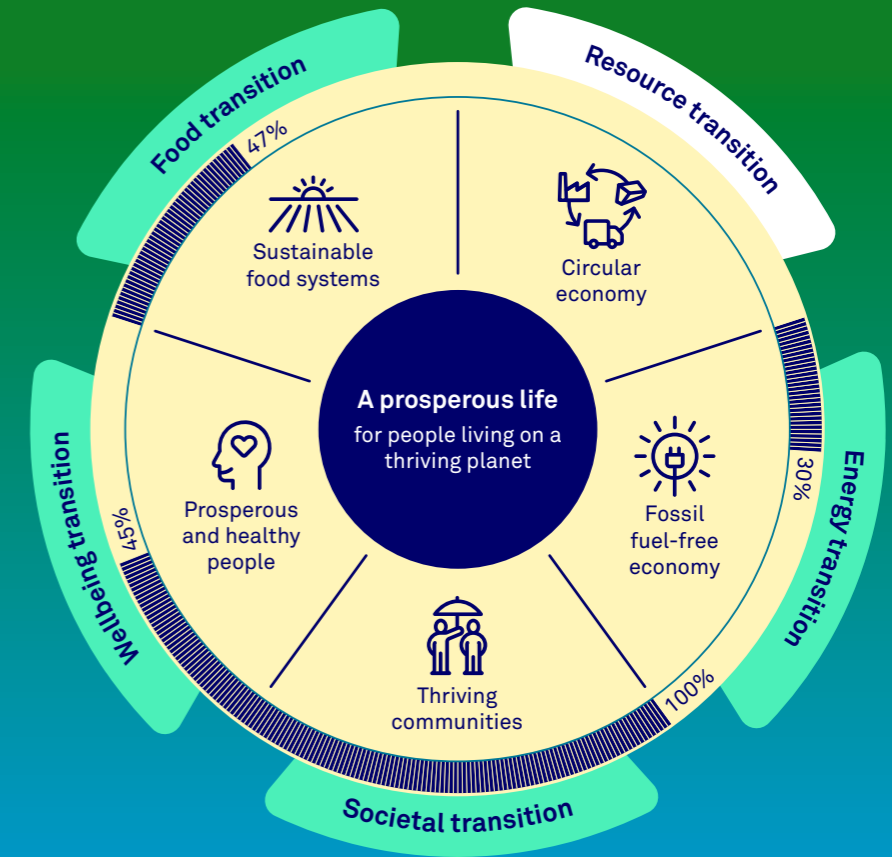 Food transition
Resource transition
47%
Sustainable
food systems
Circular
economy
A prosperous life
for people living on a
thriving planet
Prosperous
and healthy
people
Fossil
fuel-free
economy
30%
Energy transition
45%
Wellbeing transition
Thriving
communities
100%
Societal transition